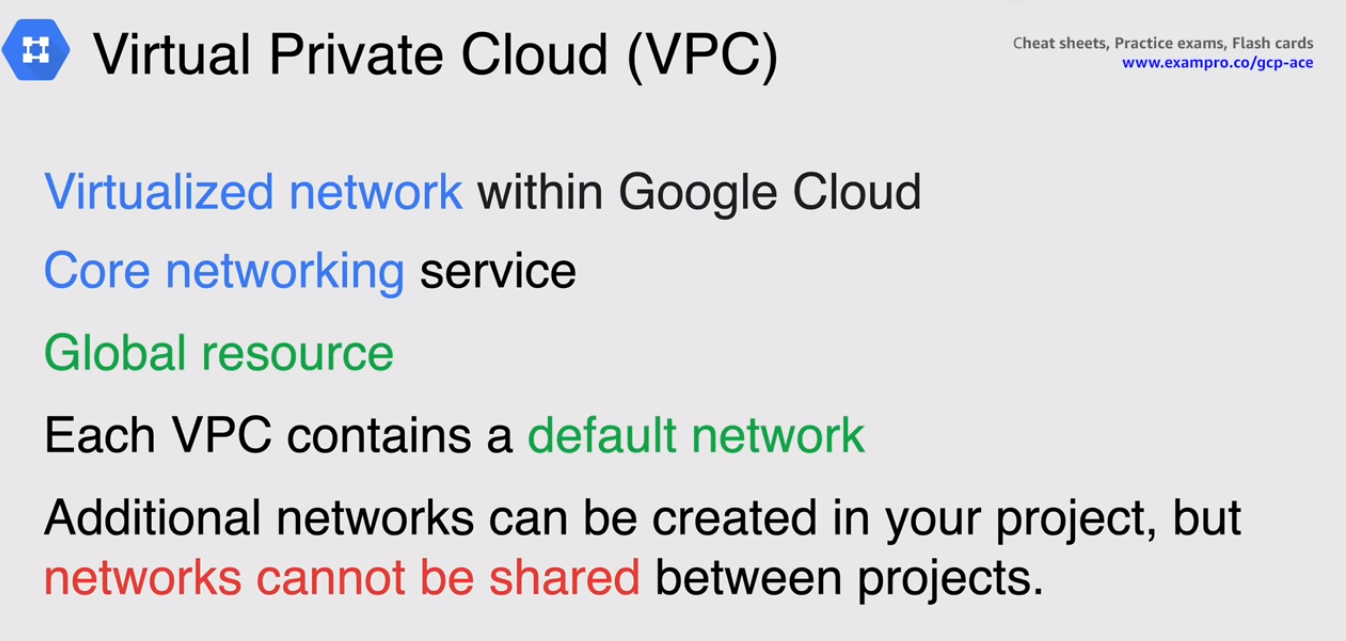 Virtual Private Cloud (VPC)
Cheat sheets, Practice exams, Flash cards
www.exampro.co/gcp-ace
Virtualized network within Google Cloud
Core networking service
Global resource
Each VPC contains a default network
Additional networks can be created in your project, but
networks cannot be shared between projects.